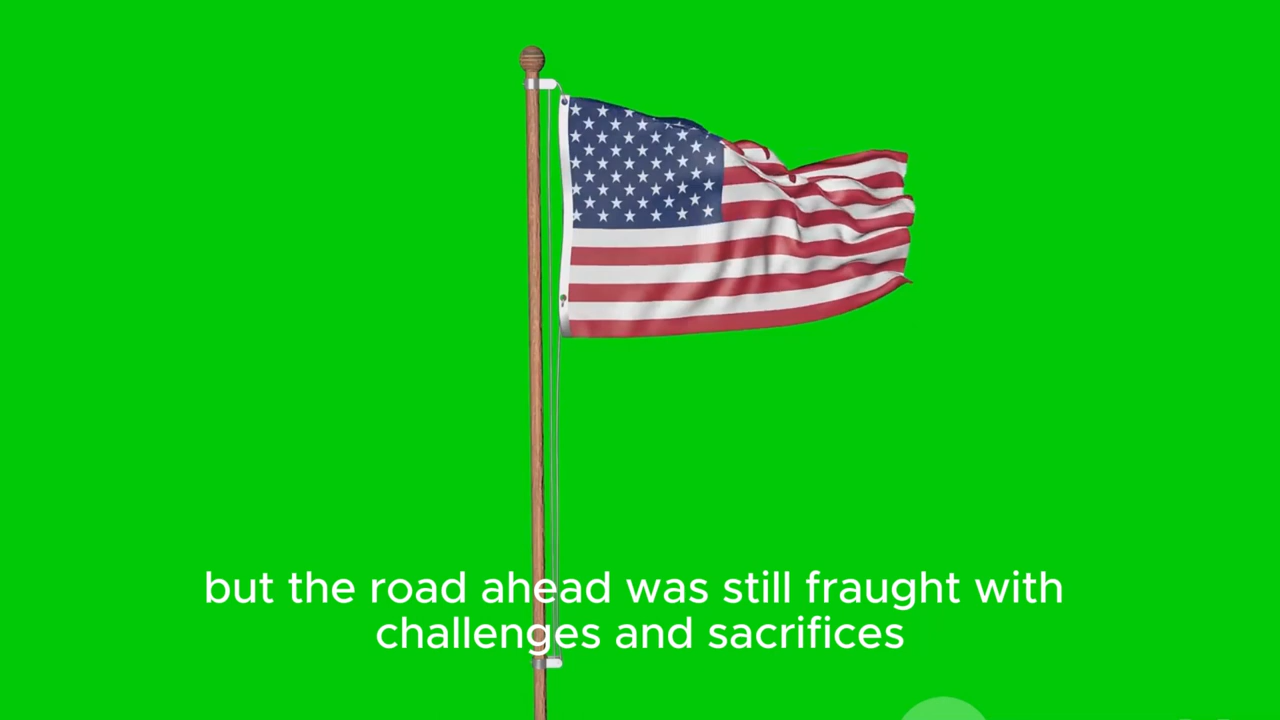 but the road ahead was still fraught with
challenges and sacrifices